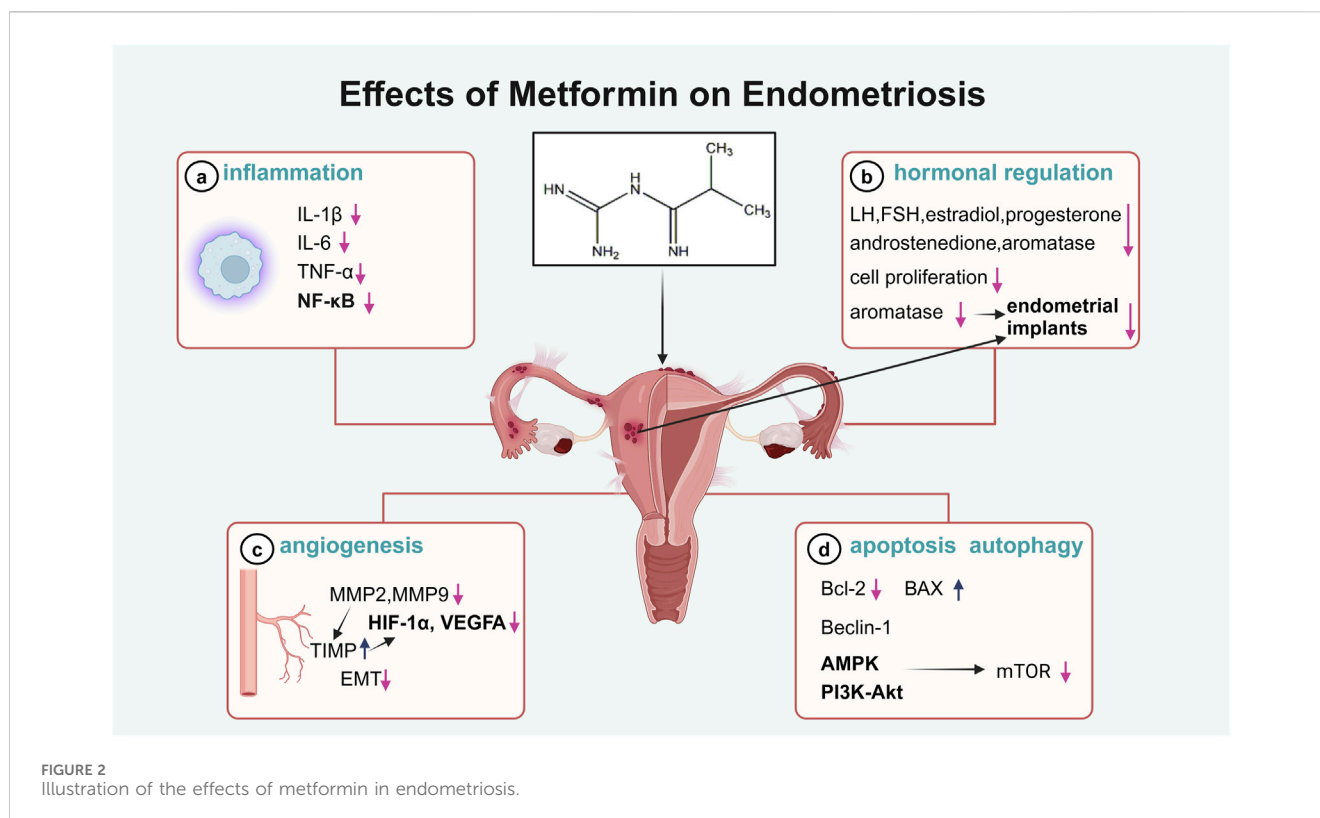 Effects of Metformin on Endometriosis
a inflammation
IL-1β
IL-6
TNF-α
NF-κB
CH₃
HN
H
N
CH₃
NH₂
NH
b hormonal regulation
LH,FSH,estradiol,progesterone
androstenedione,aromatase
cell proliferation
aromatase
endometrial
implants
c angiogenesis
MMP2,MMP9
HIF-1α, VEGFA
TIMP
EMT
d apoptosis autophagy
Bcl-2 BAX
Beclin-1
AMPK
mTOR
PI3K-Akt
FIGURE 2
Illustration of the effects of metformin in endometriosis.